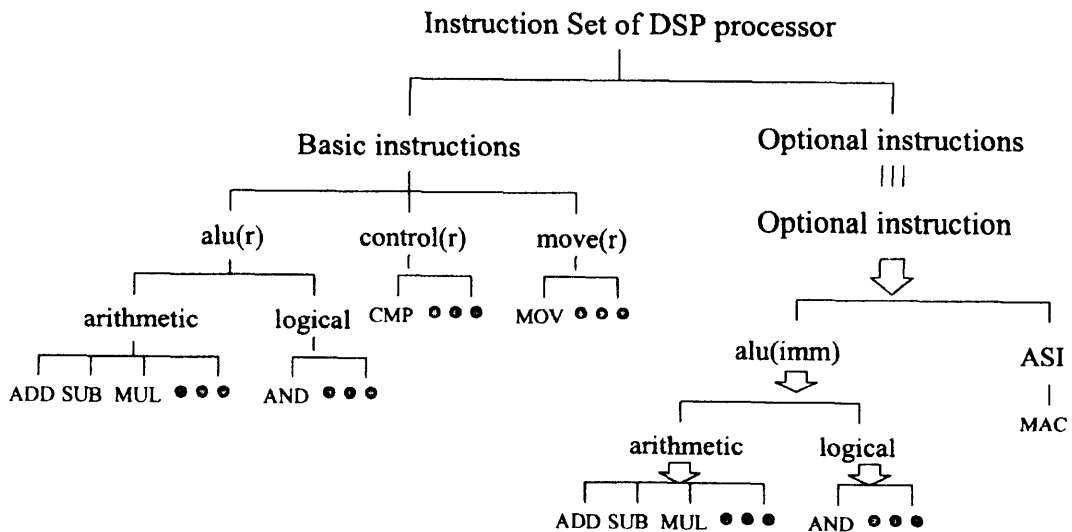 Instruction Set of DSP processor
Basic instructions
Optional instructions
Optional instruction
alu(r)
control(r)
move(r)
arithmetic
logical
CMP
MOV
ADD SUB MUL
AND
alu(imm)
ASI
MAC
arithmetic
logical
ADD SUB MUL
AND